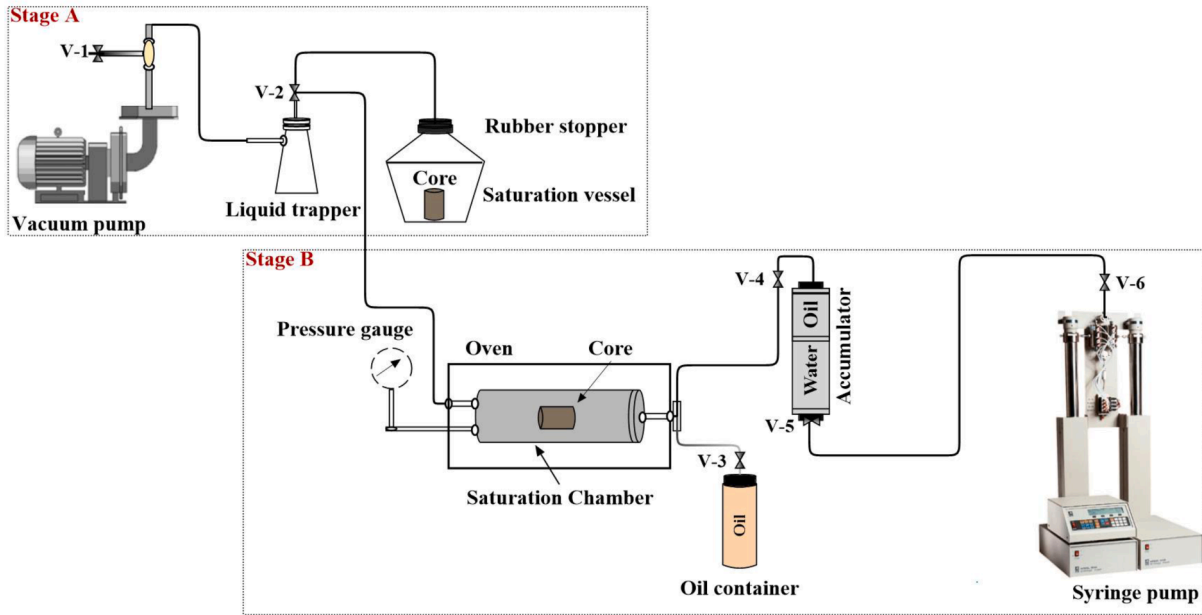 Stage A
V-1
V-2
Rubber stopper
Core
Saturation vessel
Liquid trapper
Vacuum pump
Stage B
V-4
V-6
Pressure gauge
Oven
Core
Oil
Water
Accumulator
V-5
V-3
Saturation Chamber
Oil
Oil container
Syringe pump